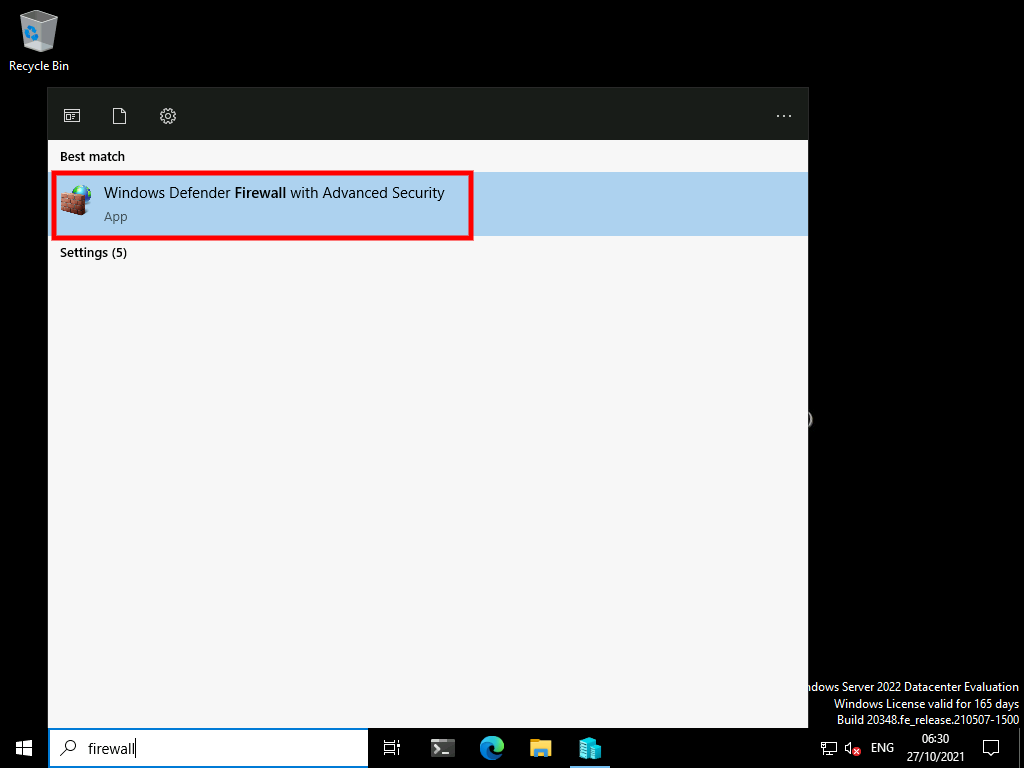 Recycle Bin
Best match
Windows Defender Firewall with Advanced Security
App
Settings (5)
ndows Server 2022 Datacenter Evaluation
Windows License valid for 165 days
Build 20348.fe_release.210507-1500
firewall
ENG
06:30
27/10/2021